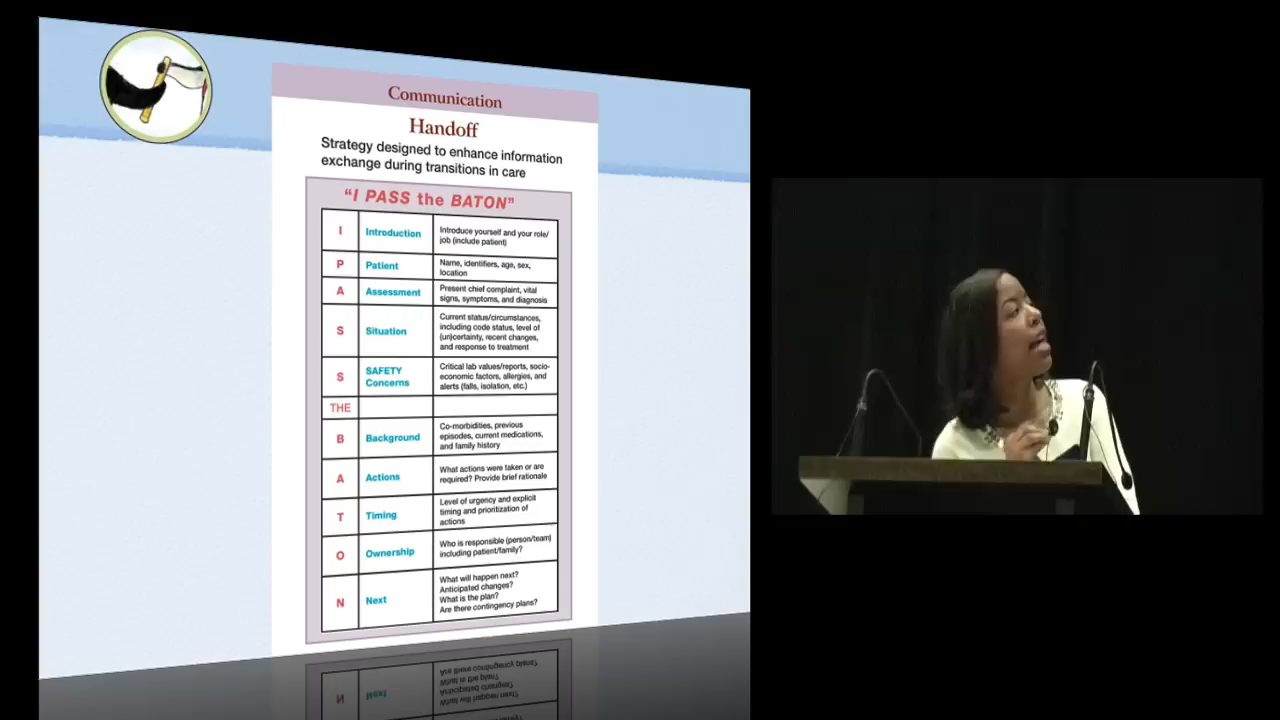 Communication
Handoff
Strategy designed to enhance information
exchange during transitions in care
"I PASS the BATON"
I Introduction Introduce yourself and your role/
job (include patient)
P Patient Name, identifiers, age, sex,
location
A Assessment Present chief complaint, vital
signs, symptoms, and diagnosis
S Situation Current status/circumstances,
including code status, level of
(un)certainty, recent changes,
and response to treatment
S SAFETY
Concerns Critical lab values/reports, socio-
economic factors, allergies, and
alerts (falls, isolation, etc.)
THE
B Background Co-morbidities, previous
episodes, current medications,
and family history
A Actions What actions were taken or are
required? Provide brief rationale
T Timing Level of urgency and explicit
timing and prioritization of
actions
O Ownership Who is responsible (person/team)
including patient/family?
N Next What will happen next?
Anticipated changes?
What is the plan?
Are there contingency plans?